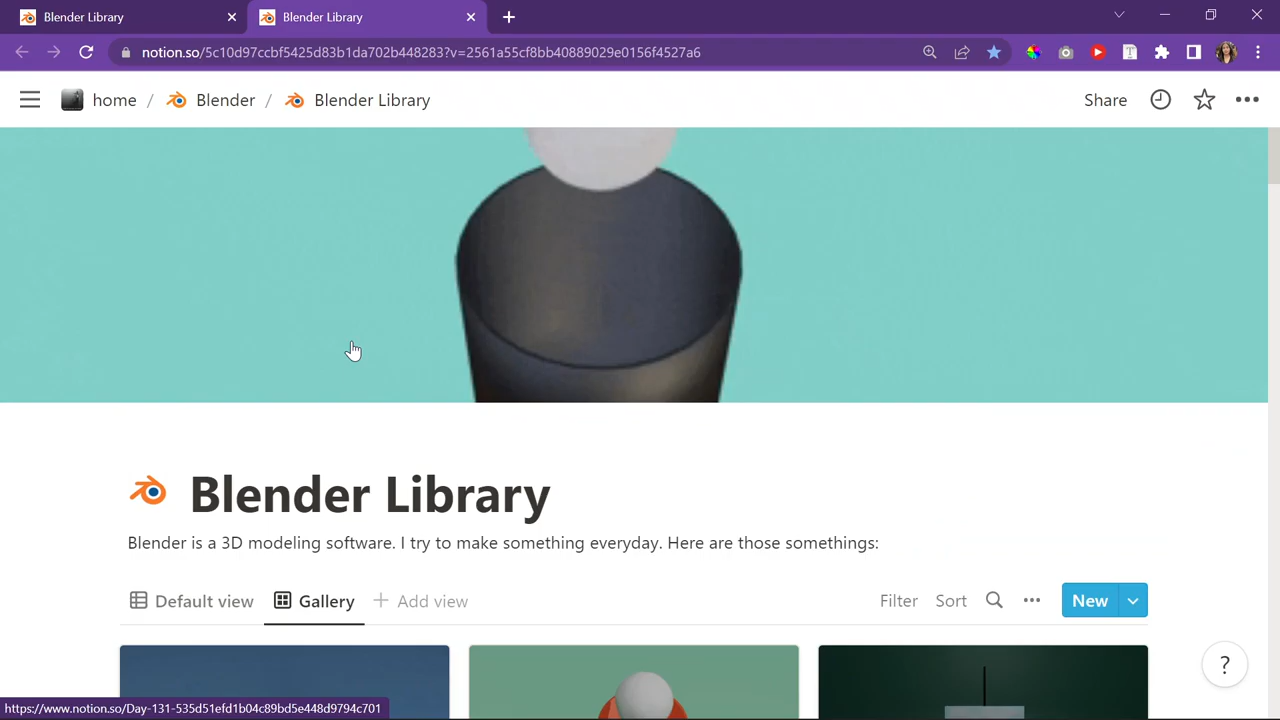 Blender Library
Blender Library
notion.so/5c10d97ccbf5425d83b1da702b448283?v=2561a55cf8bb40889029e0156f4527a6
home / Blender / Blender Library
Share
Blender Library
Blender is a 3D modeling software. I try to make something everyday. Here are those somethings:
Default view Gallery + Add view Filter Sort New
?
https://www.notion.so/Day-131-535d51efd1b04c89bd5e448d9794c701